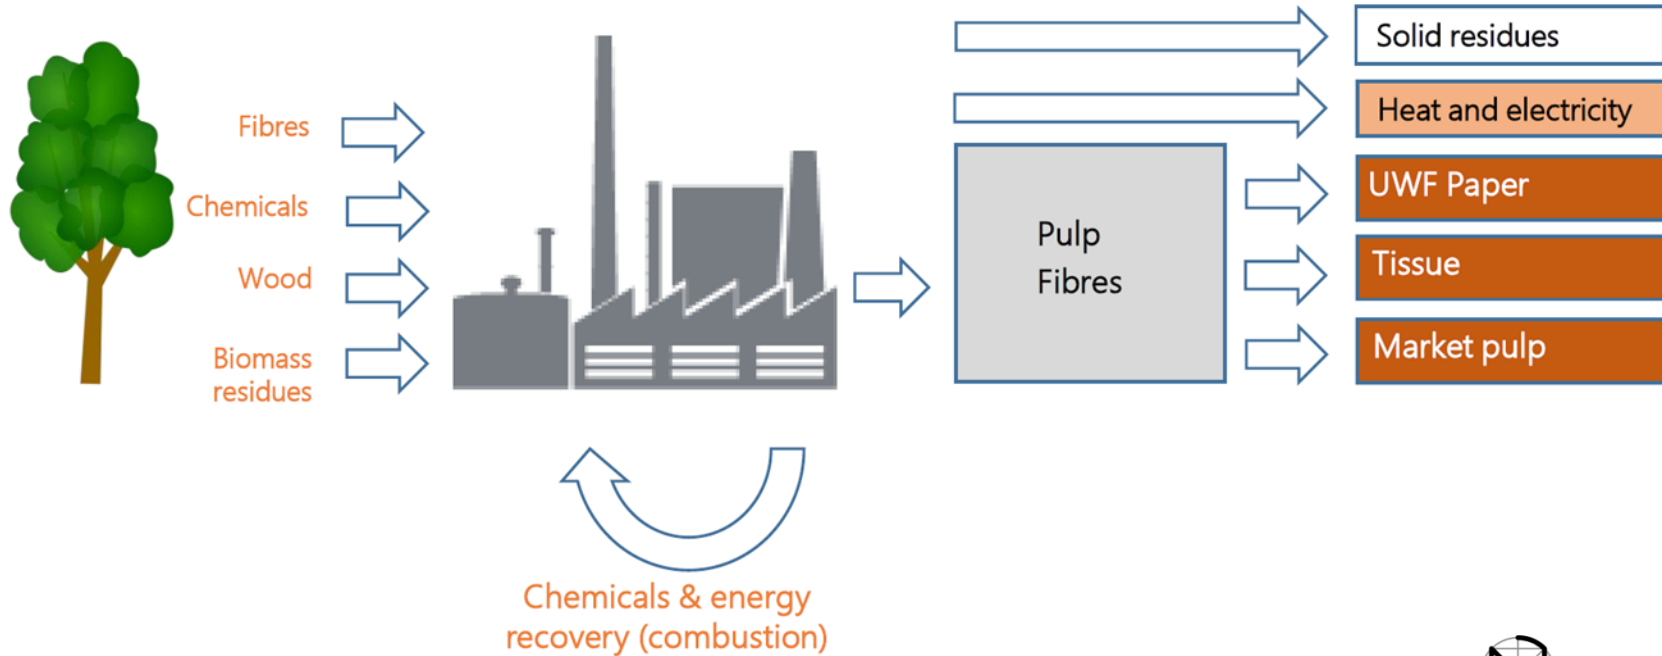 Fibres
Chemicals
Wood
Biomass
residues
Chemicals & energy
recovery (combustion)
Pulp
Fibres
Solid residues
Heat and electricity
UWF Paper
Tissue
Market pulp